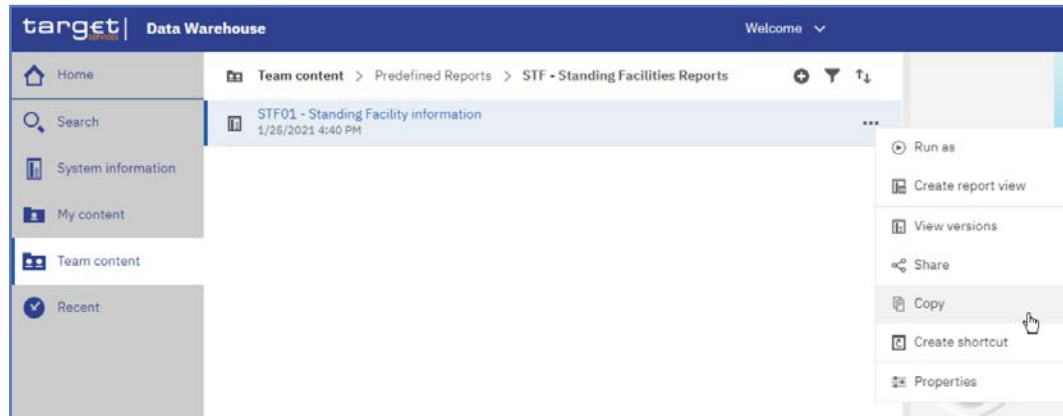 target| Data Warehouse Welcome
SERVICES
Home
Team content > Predefined Reports > STF - Standing Facilities Reports
Search
STF01 - Standing Facility information
1/26/2021 4:40 PM
System information
My content
Team content
Recent
Run as
Create report view
View versions
Share
Copy
Create shortcut
Properties